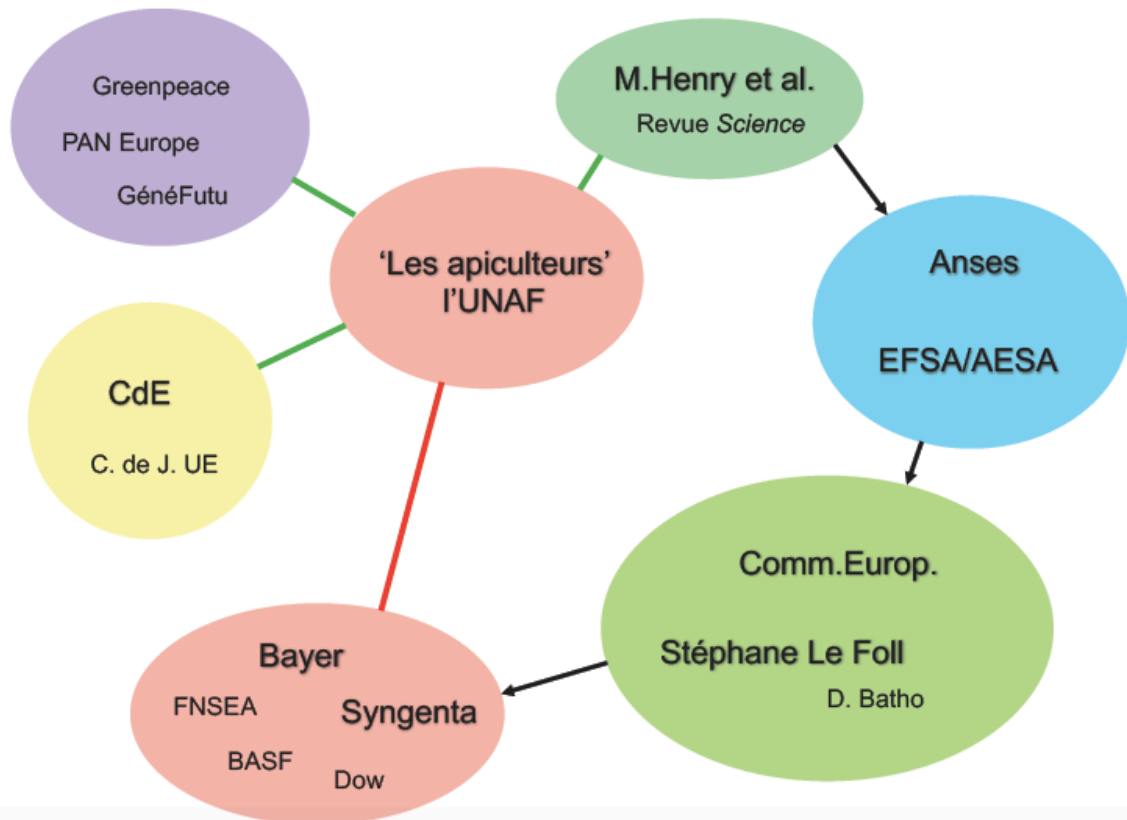 Greenpeace
PAN Europe
GénéFutu
M.Henry et al.
Revue Science
'Les apiculteurs'
l'UNAF
Anses
EFSA/AESA
CdE
C. de J. UE
Comm.Europ.
Stéphane Le Foll
D. Batho
Bayer
FNSEA
Syngenta
BASF
Dow